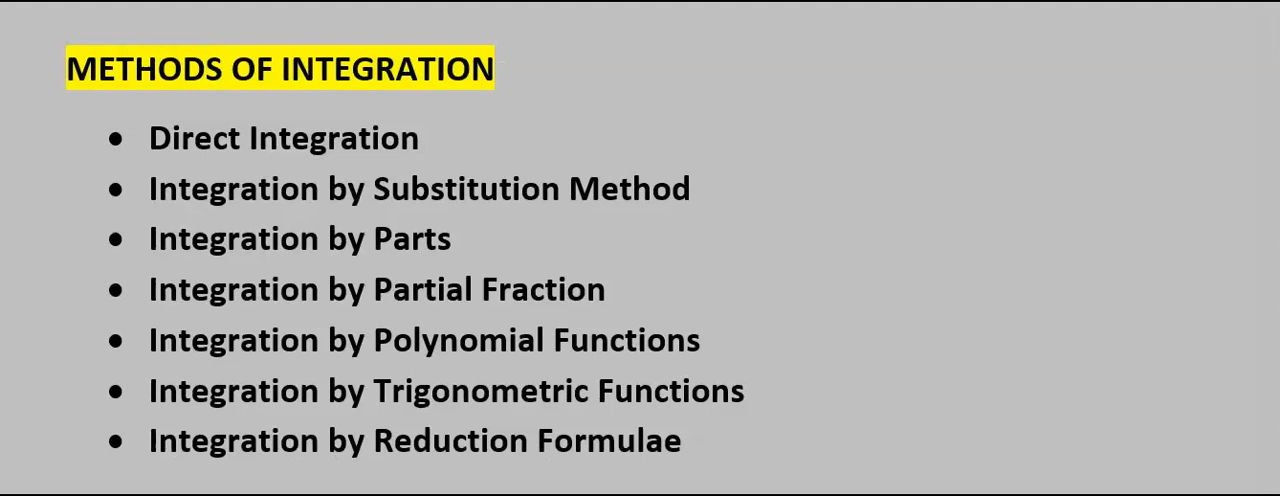 METHODS OF INTEGRATION
• Direct Integration
• Integration by Substitution Method
• Integration by Parts
• Integration by Partial Fraction
• Integration by Polynomial Functions
• Integration by Trigonometric Functions
• Integration by Reduction Formulae